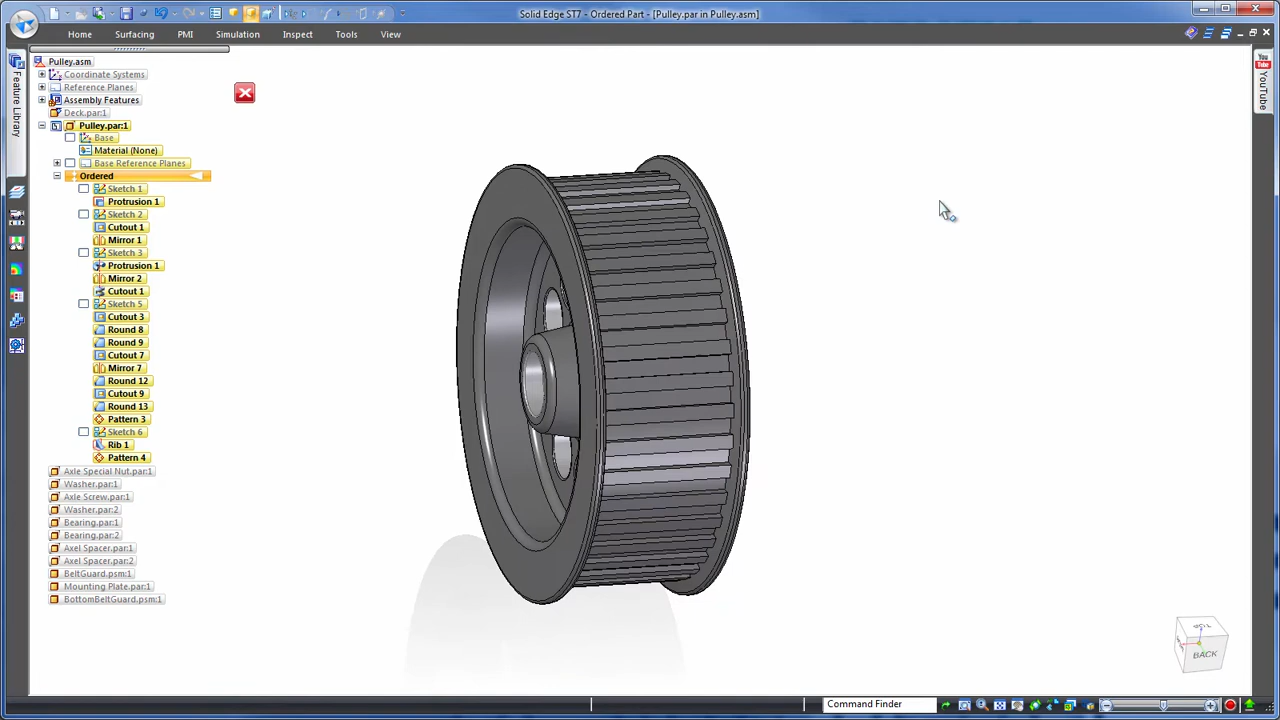 Solid Edge ST7 - Ordered Part - [Pulley.par in Pulley.asm]
Home Surfacing PMI Simulation Inspect Tools View
Feature Library
Pulley.asm
Coordinate Systems
Reference Planes
Assembly Features
Deck.par:1
Pulley.par:1
Base
Material (None)
Base Reference Planes
Ordered
Sketch 1
Protrusion 1
Sketch 2
Cutout 1
Mirror 1
Sketch 3
Protrusion 1
Mirror 2
Cutout 1
Sketch 5
Cutout 3
Round 8
Round 9
Cutout 7
Mirror 7
Round 12
Cutout 9
Round 13
Pattern 3
Sketch 6
Rib 1
Pattern 4
Axle Special Nut.par:1
Washer.par:1
Axle Screw.par:1
Washer.par:2
Bearing.par:1
Bearing.par:2
Axel Spacer.par:1
Axel Spacer.par:2
BeltGuard.psm:1
Mounting Plate.par:1
BottomBeltGuard.psm:1
You
Tube
YouTube
TOP
BACK
Command Finder